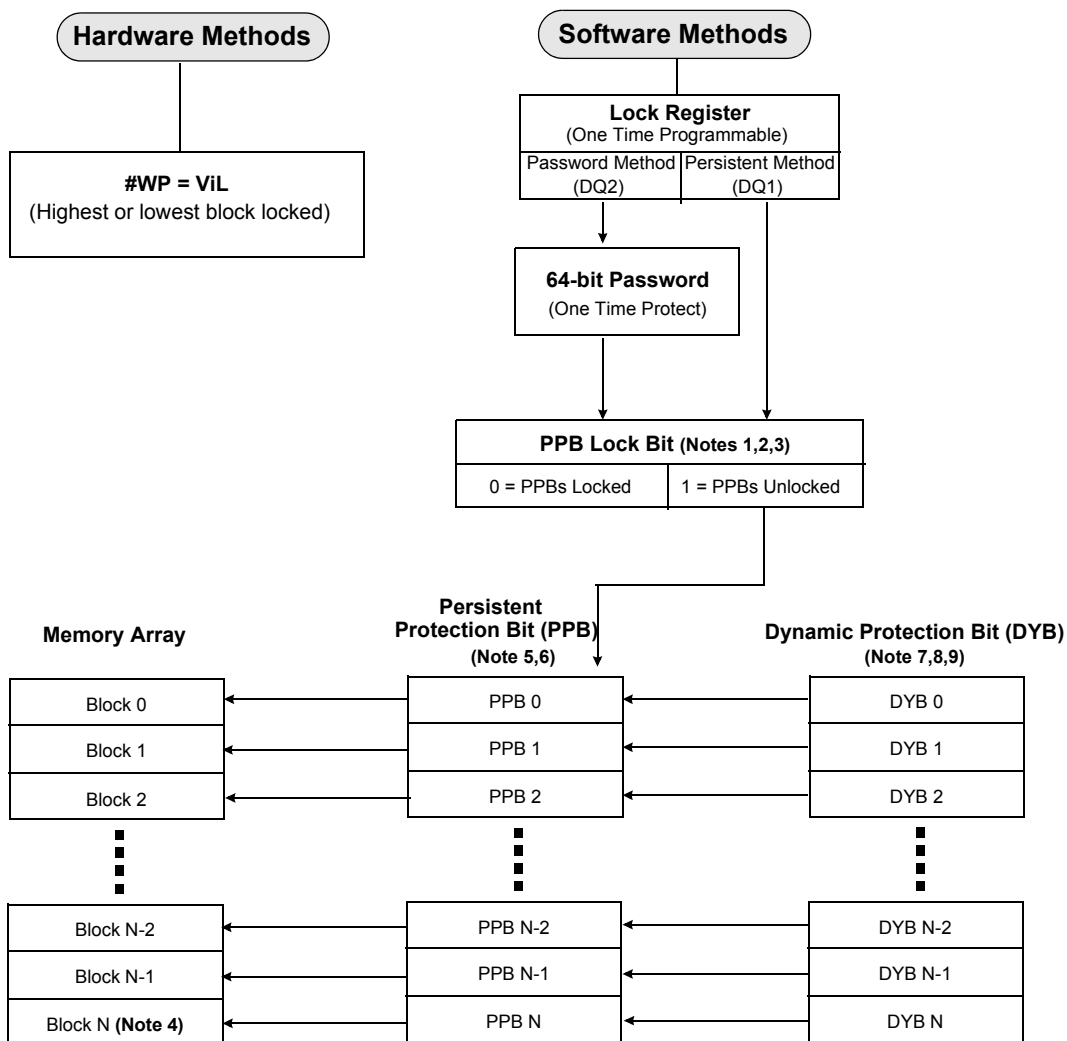 Hardware Methods
#WP = ViL
(Highest or lowest block locked)
Software Methods
Lock Register
(One Time Programmable)
Password Method
(DQ2)
Persistent Method
(DQ1)
64-bit Password
(One Time Protect)
PPB Lock Bit (Notes 1,2,3)
0 = PPBs Locked
1 = PPBs Unlocked
Memory Array
Persistent
Protection Bit (PPB)
(Note 5,6)
Dynamic Protection Bit (DYB)
(Note 7,8,9)
Block 0
PPB 0
DYB 0
Block 1
PPB 1
DYB 1
Block 2
PPB 2
DYB 2
Block N-2
PPB N-2
DYB N-2
Block N-1
PPB N-1
DYB N-1
Block N (Note 4)
PPB N
DYB N